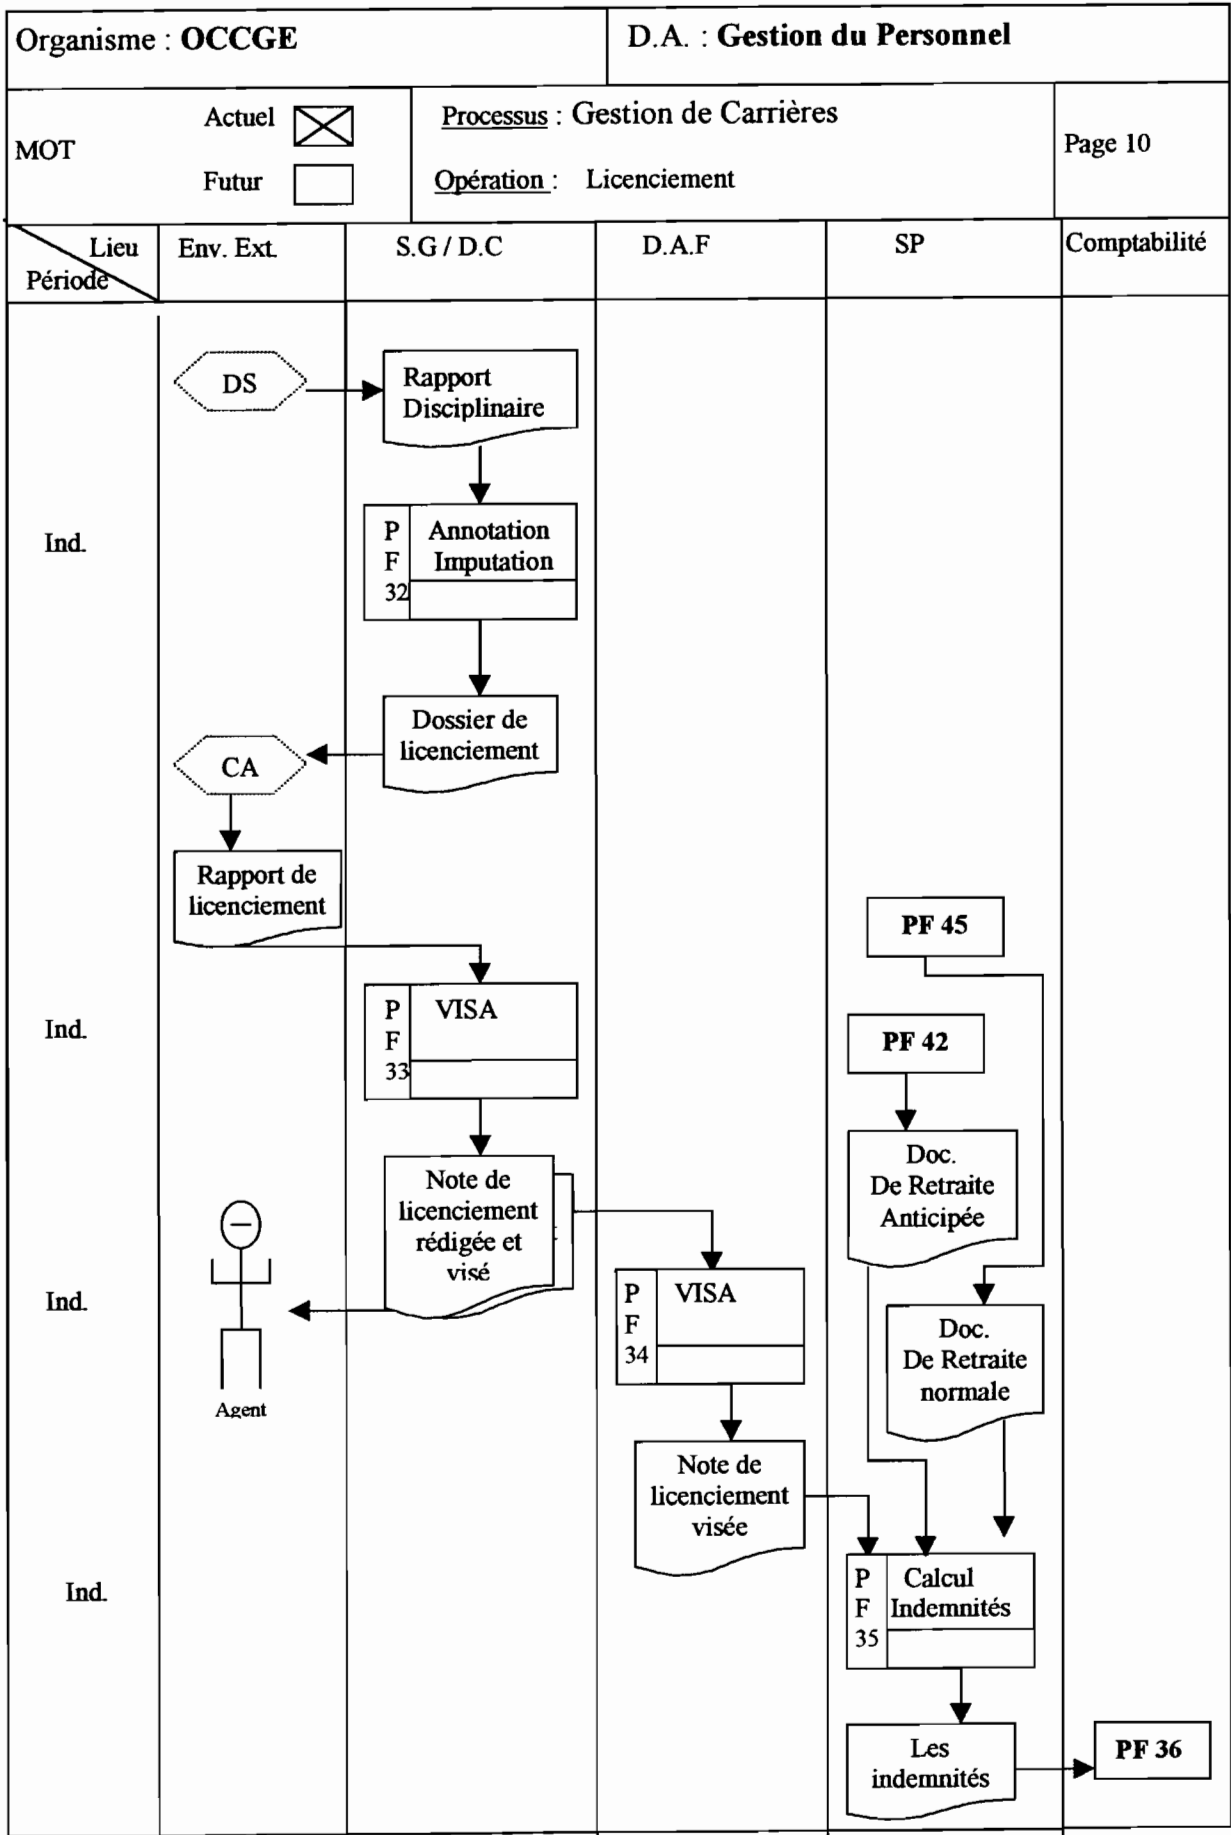 Organisme : OCCGE
D.A. : Gestion du Personnel
MOT
Actuel
Futur
Processus : Gestion de Carrières
Opération : Licenciement
Page 10
Lieu
Période
Env. Ext.
S.G / D.C
D.A.F
SP
Comptabilité
DS
Rapport
Disciplinaire
Ind.
P
F
32
Annotation
Imputation
Dossier de
licenciement
CA
Rapport de
licenciement
PF 45
Ind.
P
F
33
VISA
PF 42
Doc.
De Retraite
Anticipée
Note de
licenciement
rédigée et
visé
Ind.
Agent
P
F
34
VISA
Doc.
De Retraite
normale
Note de
licenciement
visée
Ind.
P
F
35
Calcul
Indemnités
Les
indemnités
PF 36